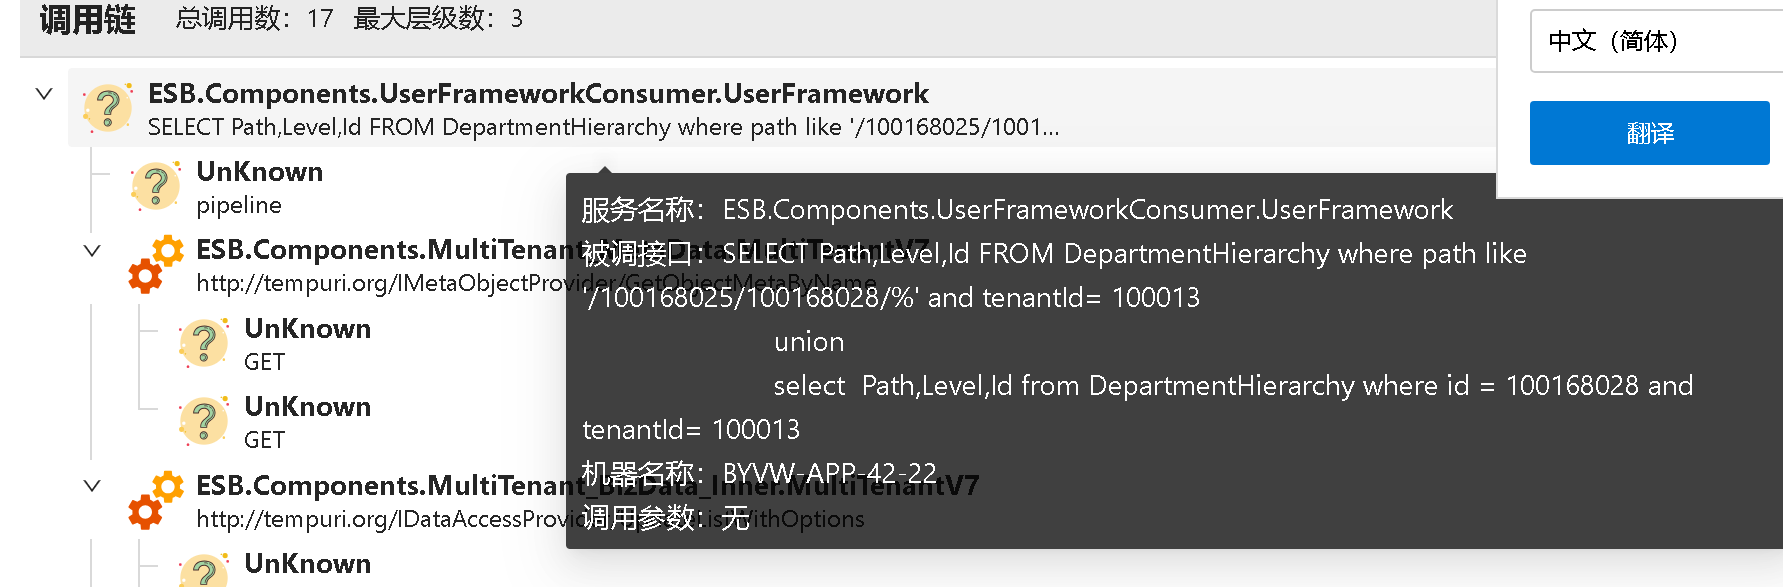 调用链 总调用数：17 最大层级数：3
中文（简体）
翻译
ESB.Components.UserFrameworkConsumer.UserFramework
SELECT Path,Level,Id FROM DepartmentHierarchy where path like '/100168025/1001...
UnKnown
pipeline
ESB.Components.MultiTenant Data.MultiTenantV7
http://tempuri.org/IMetaObjectProvider/GetObjectMetaByName
UnKnown
GET
UnKnown
GET
ESB.Components.MultiTenant_BizData_Inner.MultiTenantV7
http://tempuri.org/IDataAccessProvi ListWithOptions
UnKnown
服务名称：ESB.Components.UserFrameworkConsumer.UserFramework
被调接口：SELECT Path,Level,Id FROM DepartmentHierarchy where path like
'/100168025/100168028/%' and tenantId= 100013
union
select  Path,Level,Id from DepartmentHierarchy where id = 100168028 and
tenantId= 100013
机器名称：BYVW-APP-42-22
调用参数：无